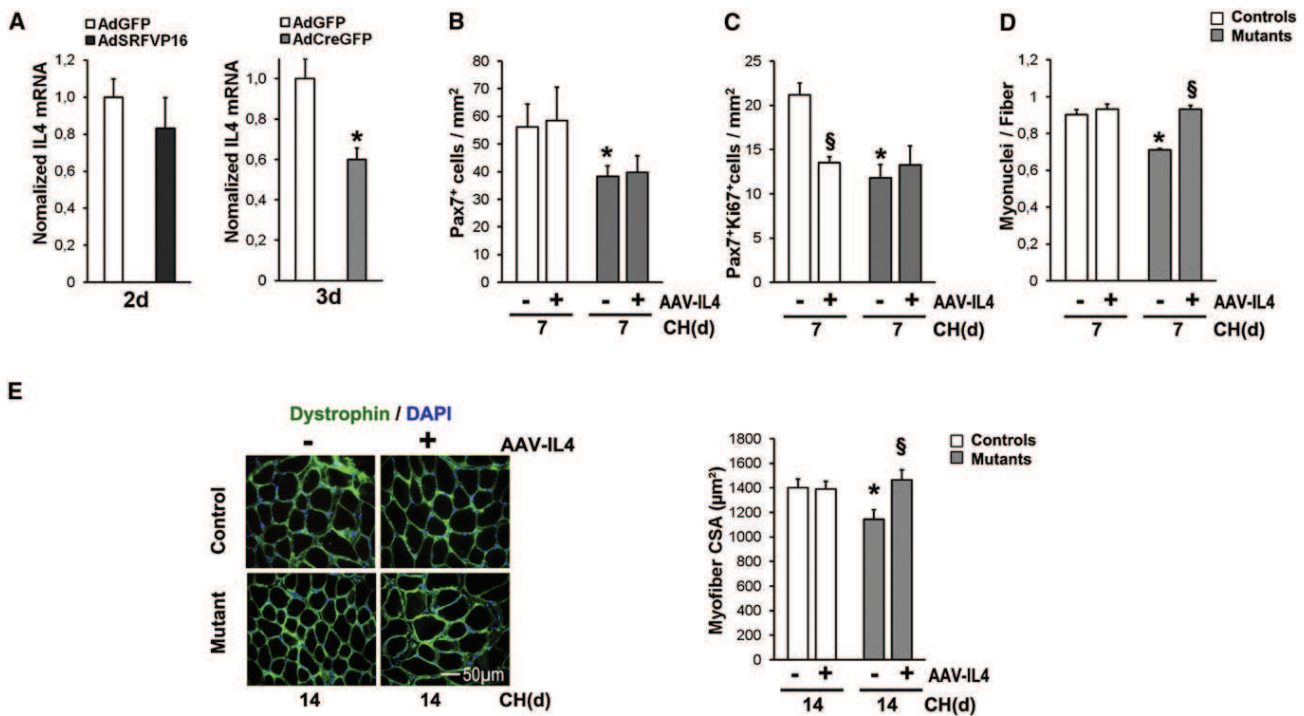 A
AdGFP
AdSRFVP16
Nomalized IL4 mRNA
1,2
1,0
0,8
0,6
0,4
0,2
0
2d
AdGFP
AdCreGFP
Nomalized IL4 mRNA
1,0
0,8
0,6
0,4
0,2
0
*
3d
B
Pax7⁺ cells / mm²
80
70
60
50
40
30
20
10
0
*
- + - + AAV-IL4
7 7 CH(d)
C
Pax7⁺Ki67⁺cells / mm²
25
20
15
10
5
0
§
*
- + - + AAV-IL4
7 7 CH(d)
D
Controls
Mutants
Myonuclei / Fiber
1,2
1
0,8
0,6
0,4
0,2
0
*
§
- + - + AAV-IL4
7 7 CH(d)
E
Dystrophin / DAPI
- + AAV-IL4
Control
Mutant
50µm
14 14 CH(d)
Myofiber CSA (µm²)
1800
1600
1400
1200
1000
800
600
400
200
0
*
§
Controls
Mutants
- + - + AAV-IL4
14 14 CH(d)